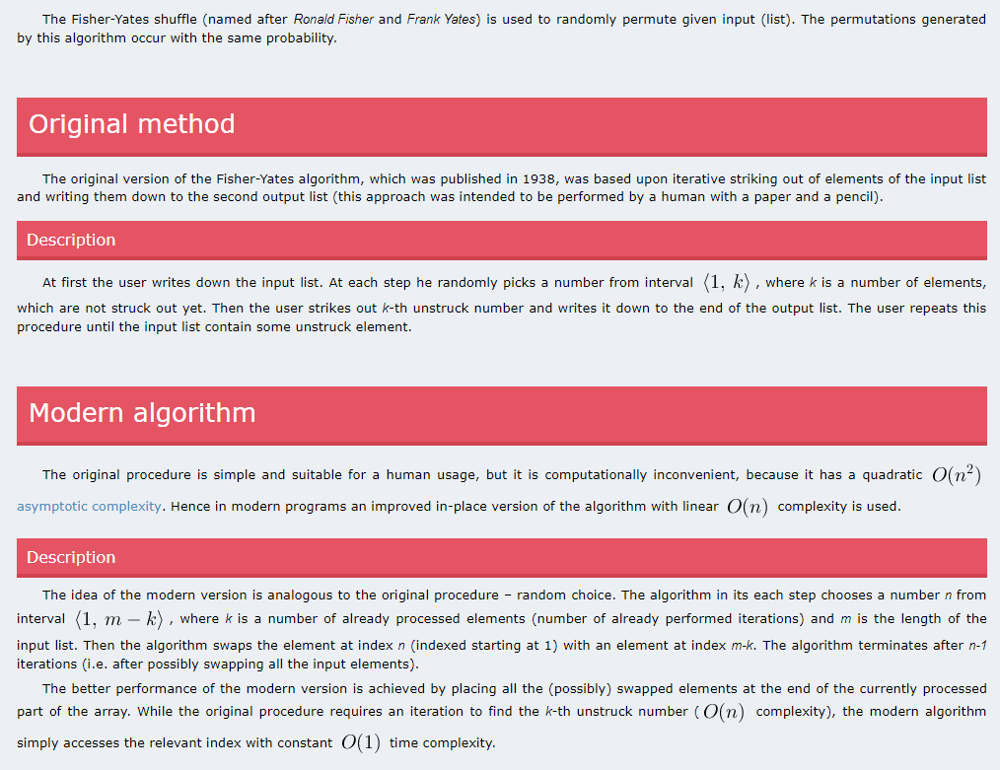 The Fisher-Yates shuffle (named after Ronald Fisher and Frank Yates) is used to randomly permute given input (list). The permutations generated
by this algorithm occur with the same probability.
Original method
The original version of the Fisher-Yates algorithm, which was published in 1938, was based upon iterative striking out of elements of the input list
and writing them down to the second output list (this approach was intended to be performed by a human with a paper and a pencil).
Description
At first the user writes down the input list. At each step he randomly picks a number from interval ⟨1, k⟩ , where k is a number of elements,
which are not struck out yet. Then the user strikes out k-th unstruck number and writes it down to the end of the output list. The user repeats this
procedure until the input list contain some unstruck element.
Modern algorithm
The original procedure is simple and suitable for a human usage, but it is computationally inconvenient, because it has a quadratic O(n²)
asymptotic complexity. Hence in modern programs an improved in-place version of the algorithm with linear O(n) complexity is used.
Description
The idea of the modern version is analogous to the original procedure – random choice. The algorithm in its each step chooses a number n from
interval ⟨1, m − k⟩ , where k is a number of already processed elements (number of already performed iterations) and m is the length of the
input list. Then the algorithm swaps the element at index n (indexed starting at 1) with an element at index m-k. The algorithm terminates after n-1
iterations (i.e. after possibly swapping all the input elements).
The better performance of the modern version is achieved by placing all the (possibly) swapped elements at the end of the currently processed
part of the array. While the original procedure requires an iteration to find the k-th unstruck number ( O(n) complexity), the modern algorithm
simply accesses the relevant index with constant O(1) time complexity.